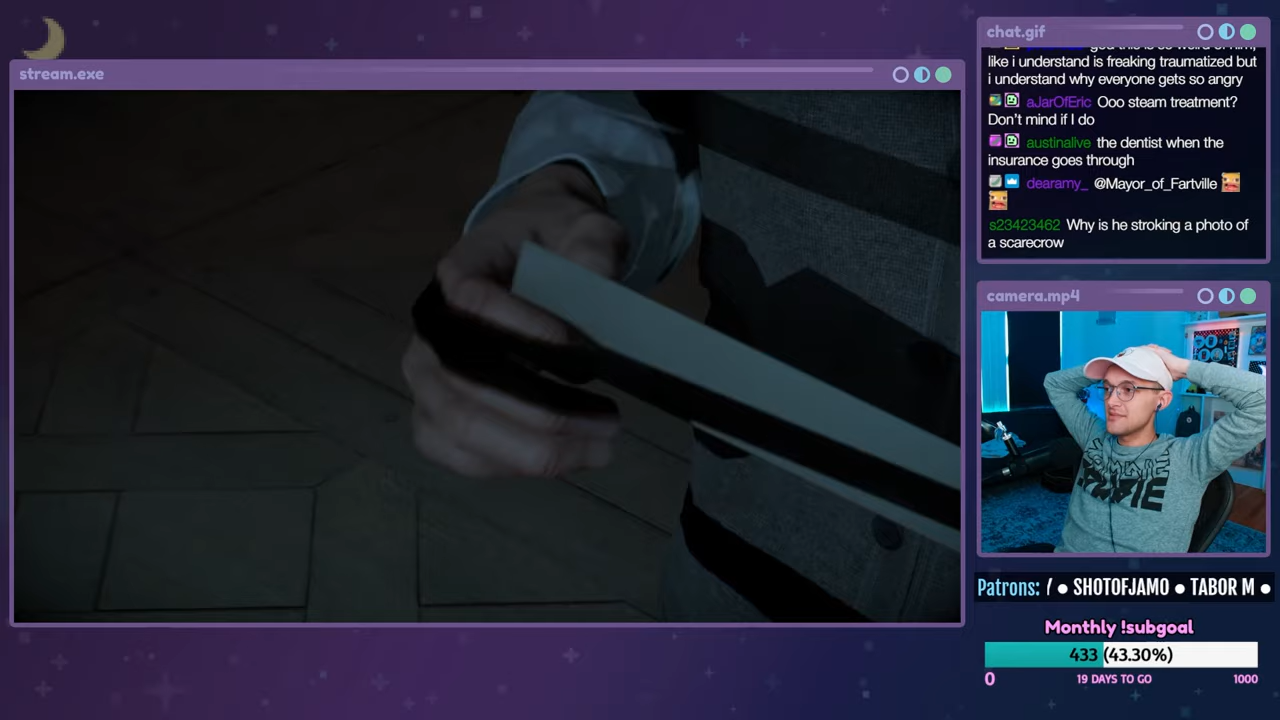 stream.exe
chat.gif
like i understand is freaking traumatized but
i understand why everyone gets so angry
aJarOfEric Ooo steam treatment?
Don't mind if I do
austinalive the dentist when the
insurance goes through
dearamy_ @Mayor_of_Fartville
s23423462 Why is he stroking a photo of
a scarecrow
camera.mp4
Patrons: / ● SHOTOFJAMO ● TABOR M ●
Monthly !subgoal
433 (43.30%)
0 19 DAYS TO GO 1000